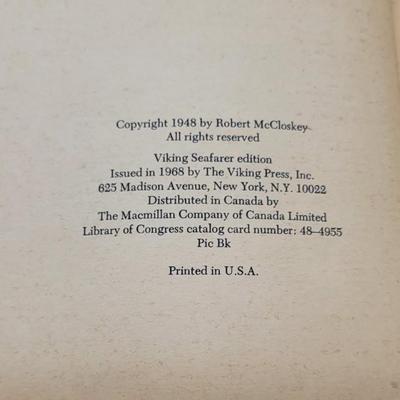 Copyright 1948 by Robert McCloskey
All rights reserved
Viking Seafarer edition
Issued in 1968 by The Viking Press, Inc.
625 Madison Avenue, New York, N.Y. 10022
Distributed in Canada by
The Macmillan Company of Canada Limited
Library of Congress catalog card number: 48–4955
Pic Bk
Printed in U.S.A.